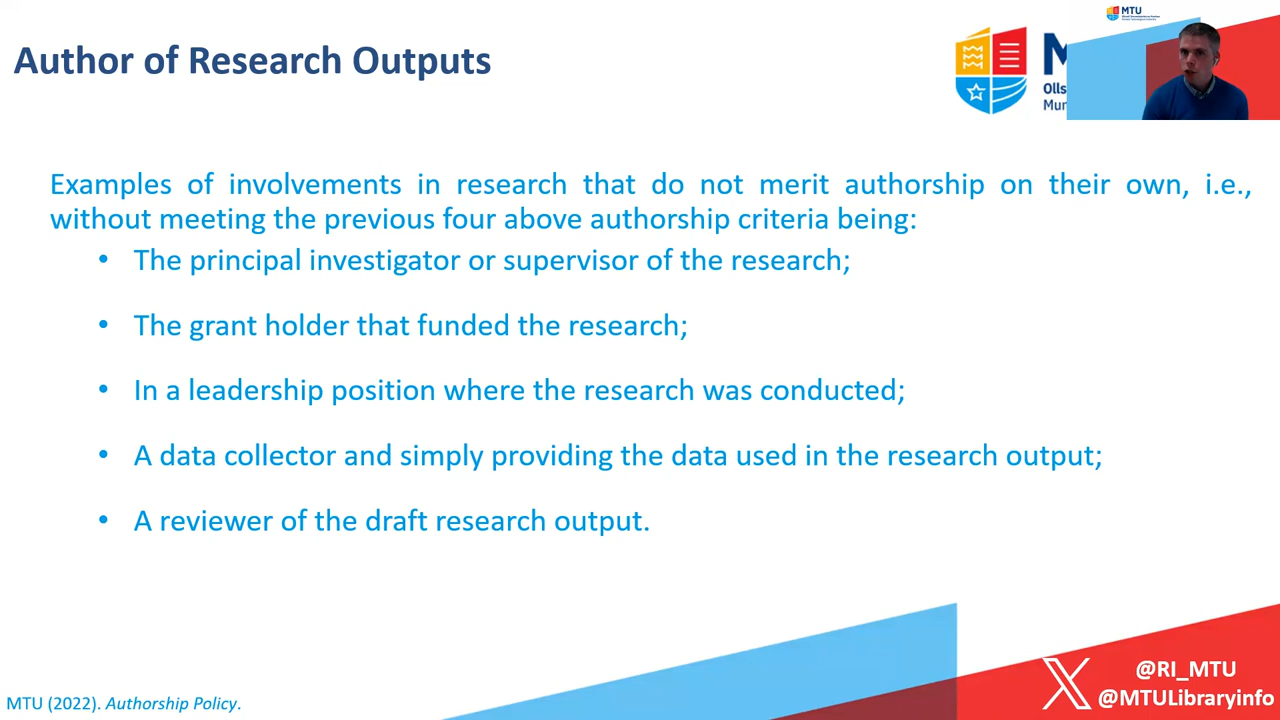 MTU
Author of Research Outputs
Examples of involvements in research that do not merit authorship on their own, i.e.,
without meeting the previous four above authorship criteria being:
• The principal investigator or supervisor of the research;
• The grant holder that funded the research;
• In a leadership position where the research was conducted;
• A data collector and simply providing the data used in the research output;
• A reviewer of the draft research output.
@RI_MTU
@MTULibraryinfo
MTU (2022). Authorship Policy.